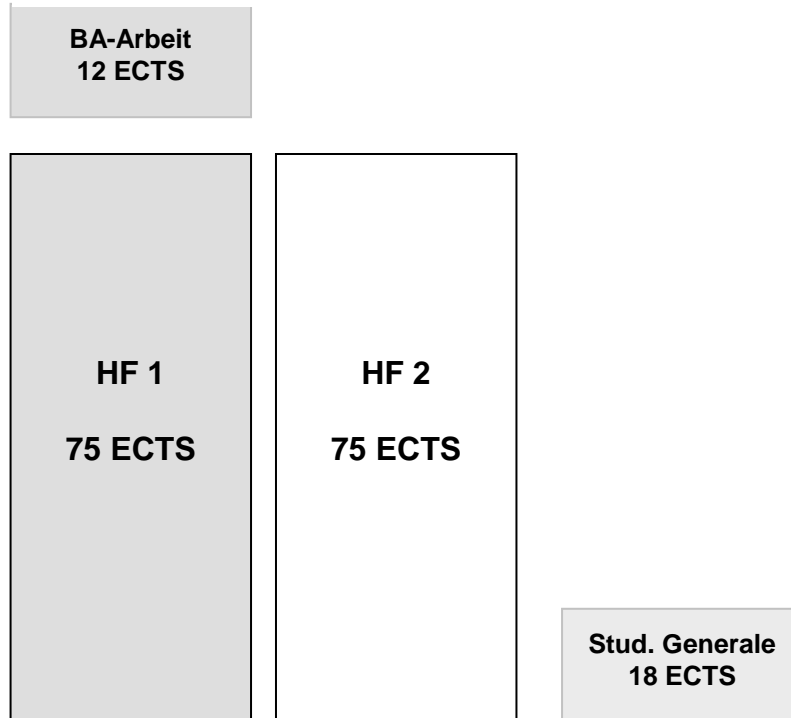 BA-Arbeit
12 ECTS
HF 1
75 ECTS
HF 2
75 ECTS
Stud. Generale
18 ECTS